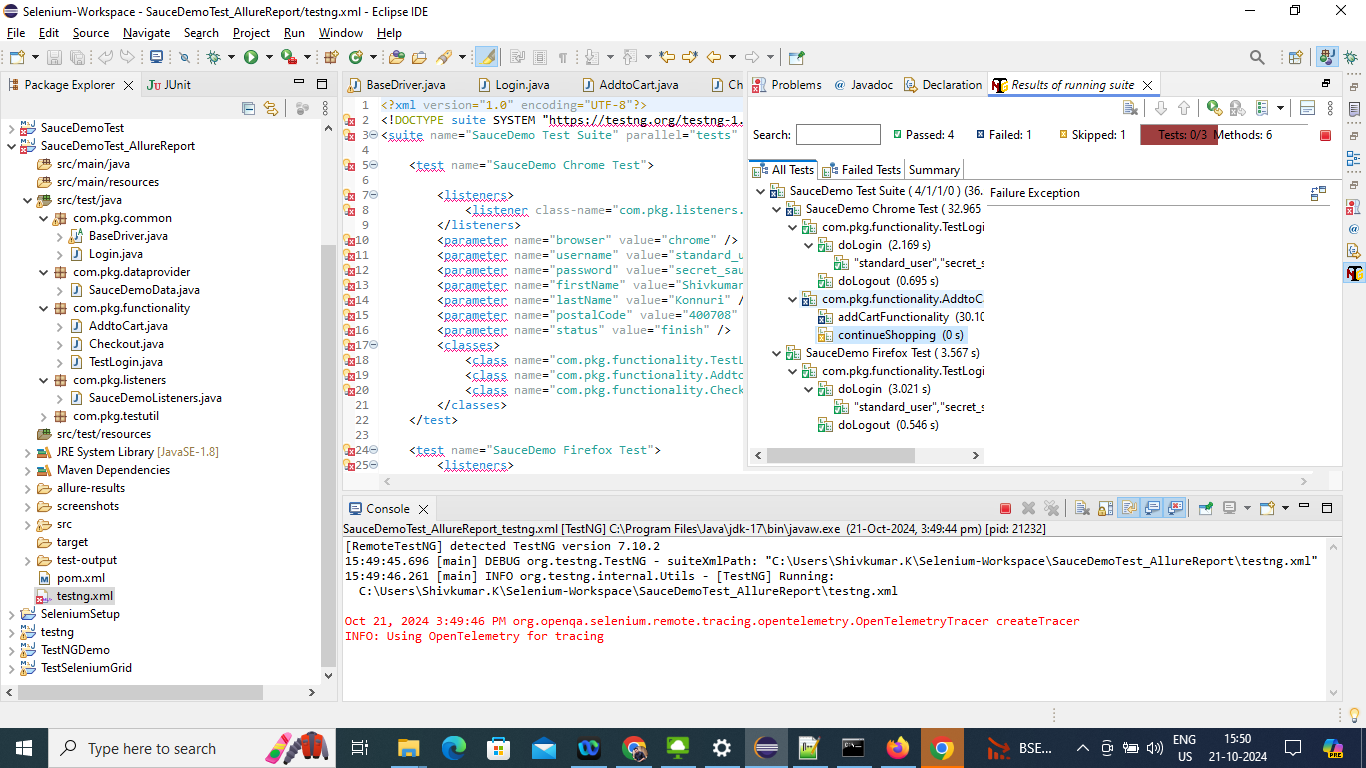 Selenium-Workspace - SauceDemoTest_AllureReport/testng.xml - Eclipse IDE
File Edit Source Navigate Search Project Run Window Help
Package Explorer
JUnit
SauceDemoTest
SauceDemoTest_AllureReport
src/main/java
src/main/resources
src/test/java
com.pkg.common
BaseDriver.java
Login.java
com.pkg.dataprovider
SauceDemoData.java
com.pkg.functionality
AddtoCart.java
Checkout.java
TestLogin.java
com.pkg.listeners
SauceDemoListeners.java
com.pkg.testutil
src/test/resources
JRE System Library [JavaSE-1.8]
Maven Dependencies
allure-results
screenshots
src
target
test-output
pom.xml
testng.xml
SeleniumSetup
testng
TestNGDemo
TestSeleniumGrid
BaseDriver.java Login.java AddtoCart.java Ch
1 <?xml version="1.0" encoding="UTF-8"?>
2 <!DOCTYPE suite SYSTEM "https://testng.org/testng-1.
3 <suite name="SauceDemo Test Suite" parallel="tests"
4
5 <test name="SauceDemo Chrome Test">
6
7 <listeners>
8 <listener class-name="com.pkg.listeners.
9 </listeners>
10 <parameter name="browser" value="chrome" />
11 <parameter name="username" value="standard_u
12 <parameter name="password" value="secret_sau
13 <parameter name="firstName" value="Shivkumar
14 <parameter name="lastName" value="Konnuri" /
15 <parameter name="postalCode" value="400708"
16 <parameter name="status" value="finish" />
17 <classes>
18 <class name="com.pkg.functionality.TestL
19 <class name="com.pkg.functionality.Addto
20 <class name="com.pkg.functionality.Check
21 </classes>
22 </test>
23
24 <test name="SauceDemo Firefox Test">
25 <listeners>
Problems Javadoc Declaration Results of running suite
Search: Passed: 4 Failed: 1 Skipped: 1 Tests: 0/3 Methods: 6
All Tests Failed Tests Summary
SauceDemo Test Suite ( 4/1/1/0 ) (36.
SauceDemo Chrome Test ( 32.965
com.pkg.functionality.TestLogi
doLogin (2.169 s)
"standard_user","secret_s
doLogout (0.695 s)
com.pkg.functionality.AddtoC
addCartFunctionality (30.10
continueShopping (0 s)
SauceDemo Firefox Test ( 3.567 s)
com.pkg.functionality.TestLogi
doLogin (3.021 s)
"standard_user","secret_s
doLogout (0.546 s)
Failure Exception
Console
SauceDemoTest_AllureReport_testng.xml [TestNG] C:\Program Files\Java\jdk-17\bin\javaw.exe (21-Oct-2024, 3:49:44 pm) [pid: 21232]
[RemoteTestNG] detected TestNG version 7.10.2
15:49:45.696 [main] DEBUG org.testng.TestNG - suiteXmlPath: "C:\Users\Shivkumar.K\Selenium-Workspace\SauceDemoTest_AllureReport\testng.xml"
15:49:46.261 [main] INFO org.testng.internal.Utils - [TestNG] Running:
C:\Users\Shivkumar.K\Selenium-Workspace\SauceDemoTest_AllureReport\testng.xml
Oct 21, 2024 3:49:46 PM org.openqa.selenium.remote.tracing.opentelemetry.OpenTelemetryTracer createTracer
INFO: Using OpenTelemetry for tracing
Type here to search
BSE...
ENG
US
15:50
21-10-2024
PRE